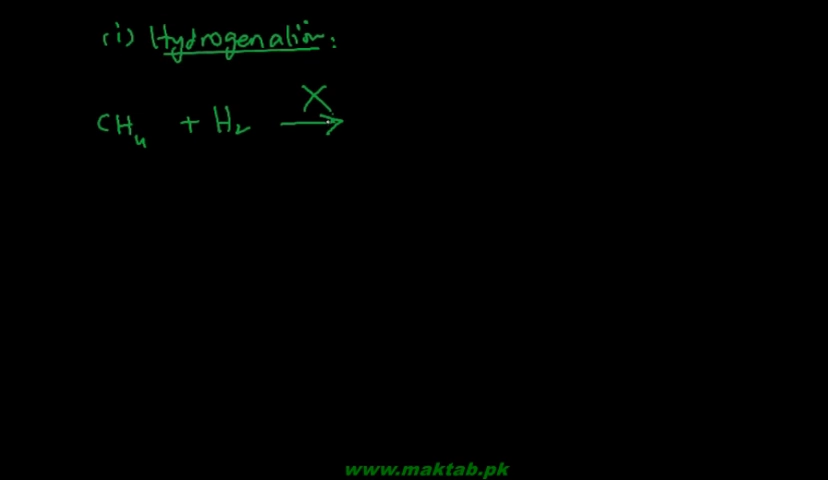 (i) Hydrogenation:
CH₄ + H₂ ⟶ X
www.maktab.pk